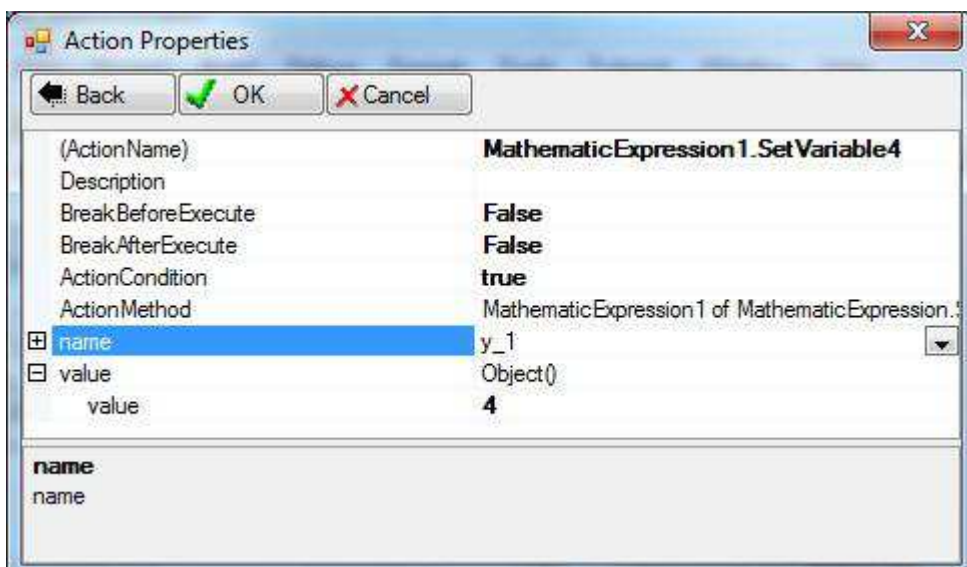 Action Properties
Back OK Cancel
(ActionName) MathematicExpression1.SetVariable4
Description
BreakBeforeExecute False
BreakAfterExecute False
ActionCondition true
ActionMethod MathematicExpression1 of MathematicExpression.
name y_1
value Object()
value 4
name
name